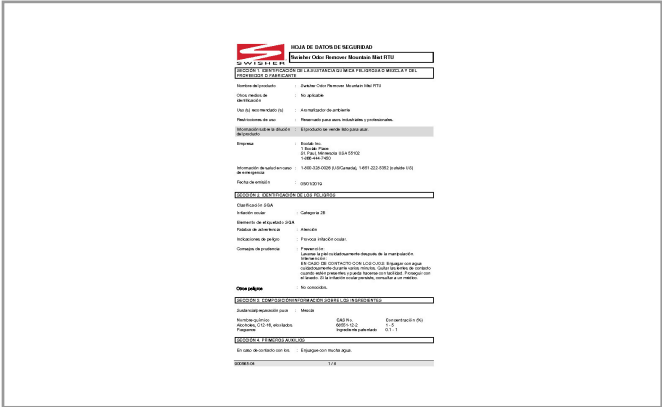 HOJA DE DATOS DE SEGURIDAD
Swisher Odor Remover Mountain Mist RTU
SWISHER
SECCIÓN 1. IDENTIFICACIÓN DE LA SUSTANCIA QUÍMICA PELIGROSA O MEZCLA Y DEL
PROVEEDOR O FABRICANTE
Nombre del producto : Swisher Odor Remover Mountain Mist RTU
Otros medios de : No aplicable
identificación
Uso (s) recomendado (s) : Aromatizador de ambiente
Restricciones de uso : Reservado para usos industriales y profesionales.
Información sobre la dilución : El producto se vende listo para usar.
del producto
Empresa : Ecolab Inc.
1 Ecolab Place
St. Paul, Minnesota USA 55102
Información de salud en caso : 1-800-328-0026 (US/Canada), 1-651-222-5352 (outside US)
de emergencia
Fecha de emisión :
SECCIÓN 2. IDENTIFICACIÓN DE LOS PELIGROS
Clasificación SGA
Irritación ocular : Categoría 2B
Elemento de etiquetado SGA
Palabra de advertencia : Atención
Indicaciones de peligro : Provoca irritación ocular.
Consejos de prudencia : Prevención:
Lavarse la piel cuidadosamente después de la manipulación.
Intervención:
EN CASO DE CONTACTO CON LOS OJOS: Enjuagar con agua
cuidadosamente durante varios minutos. Quitar las lentes de contacto
cuando estén presentes y pueda hacerse con facilidad. Proseguir con
el lavado. Si la irritación ocular persiste, consultar a un médico.
Otros peligros : No conocidos.
SECCIÓN 3. COMPOSICIÓN/INFORMACIÓN SOBRE LOS INGREDIENTES
Sustancia/preparación pura : Mezcla
Nombre químico CAS No. Concentración (%)
Alcoholes, C12-16, etoxilados. 68551-12-2 1 - 5
Fragrance Ingrediente patentado 0.1 - 1
SECCIÓN 4. PRIMEROS AUXILIOS
En caso de contacto con los : Enjuague con mucha agua.